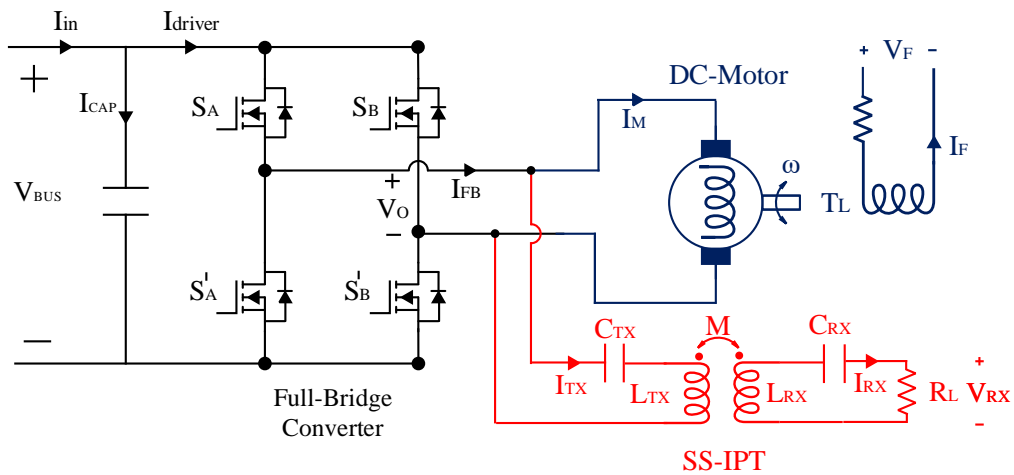 Iin
Idriver
+
ICAP
VBUS
SA
SB
S'A
S'B
+
VO
−
IFB
−
Full-Bridge
Converter
DC-Motor
IM
ω
TL
+ VF −
IF
CTX
M
CRX
ITX
LTX
LRX
IRX
RL
+
VRX
−
SS-IPT